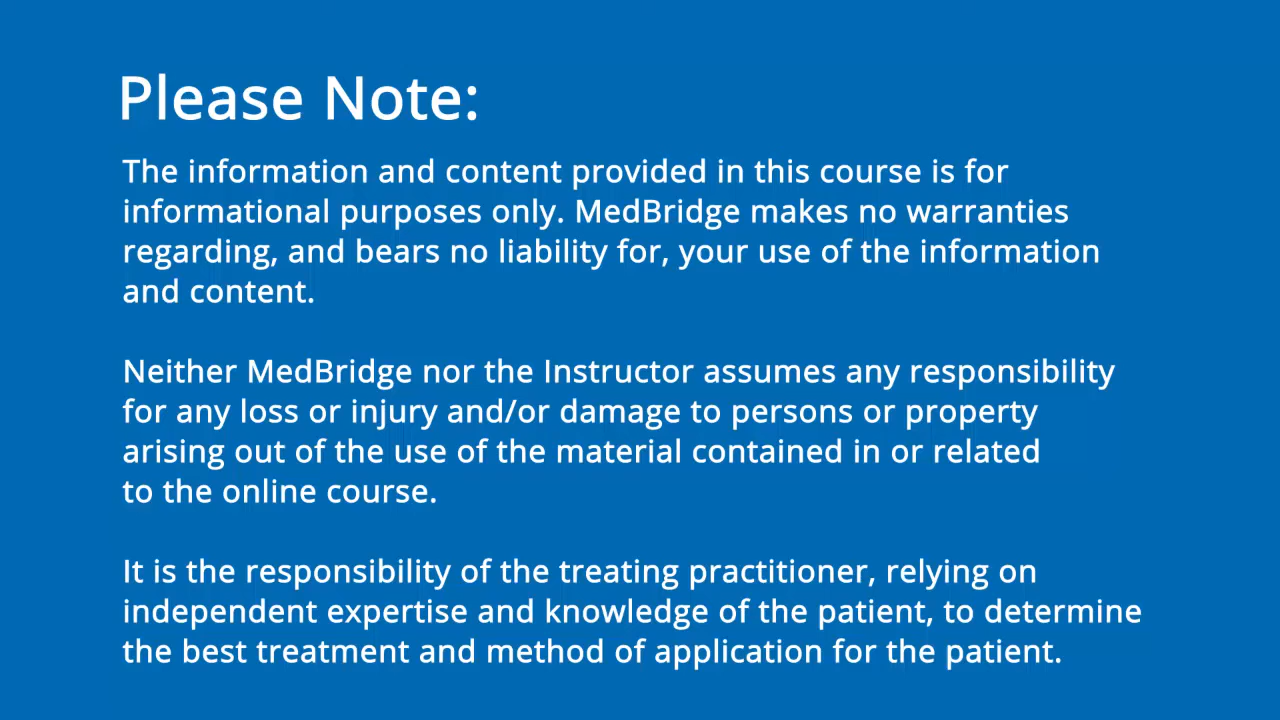 Please Note:
The information and content provided in this course is for
informational purposes only. MedBridge makes no warranties
regarding, and bears no liability for, your use of the information
and content.
Neither MedBridge nor the Instructor assumes any responsibility
for any loss or injury and/or damage to persons or property
arising out of the use of the material contained in or related
to the online course.
It is the responsibility of the treating practitioner, relying on
independent expertise and knowledge of the patient, to determine
the best treatment and method of application for the patient.